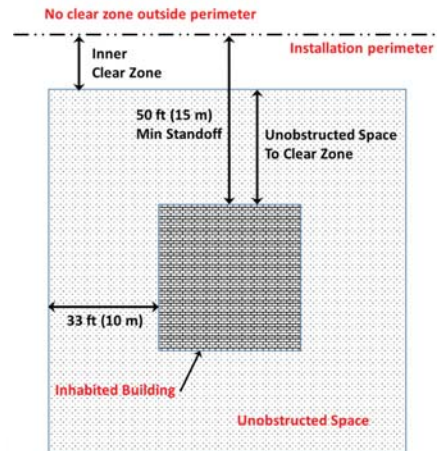 No clear zone outside perimeter
Installation perimeter
Inner
Clear Zone
50 ft (15 m)
Min Standoff
Unobstructed Space
To Clear Zone
33 ft (10 m)
Inhabited Building
Unobstructed Space